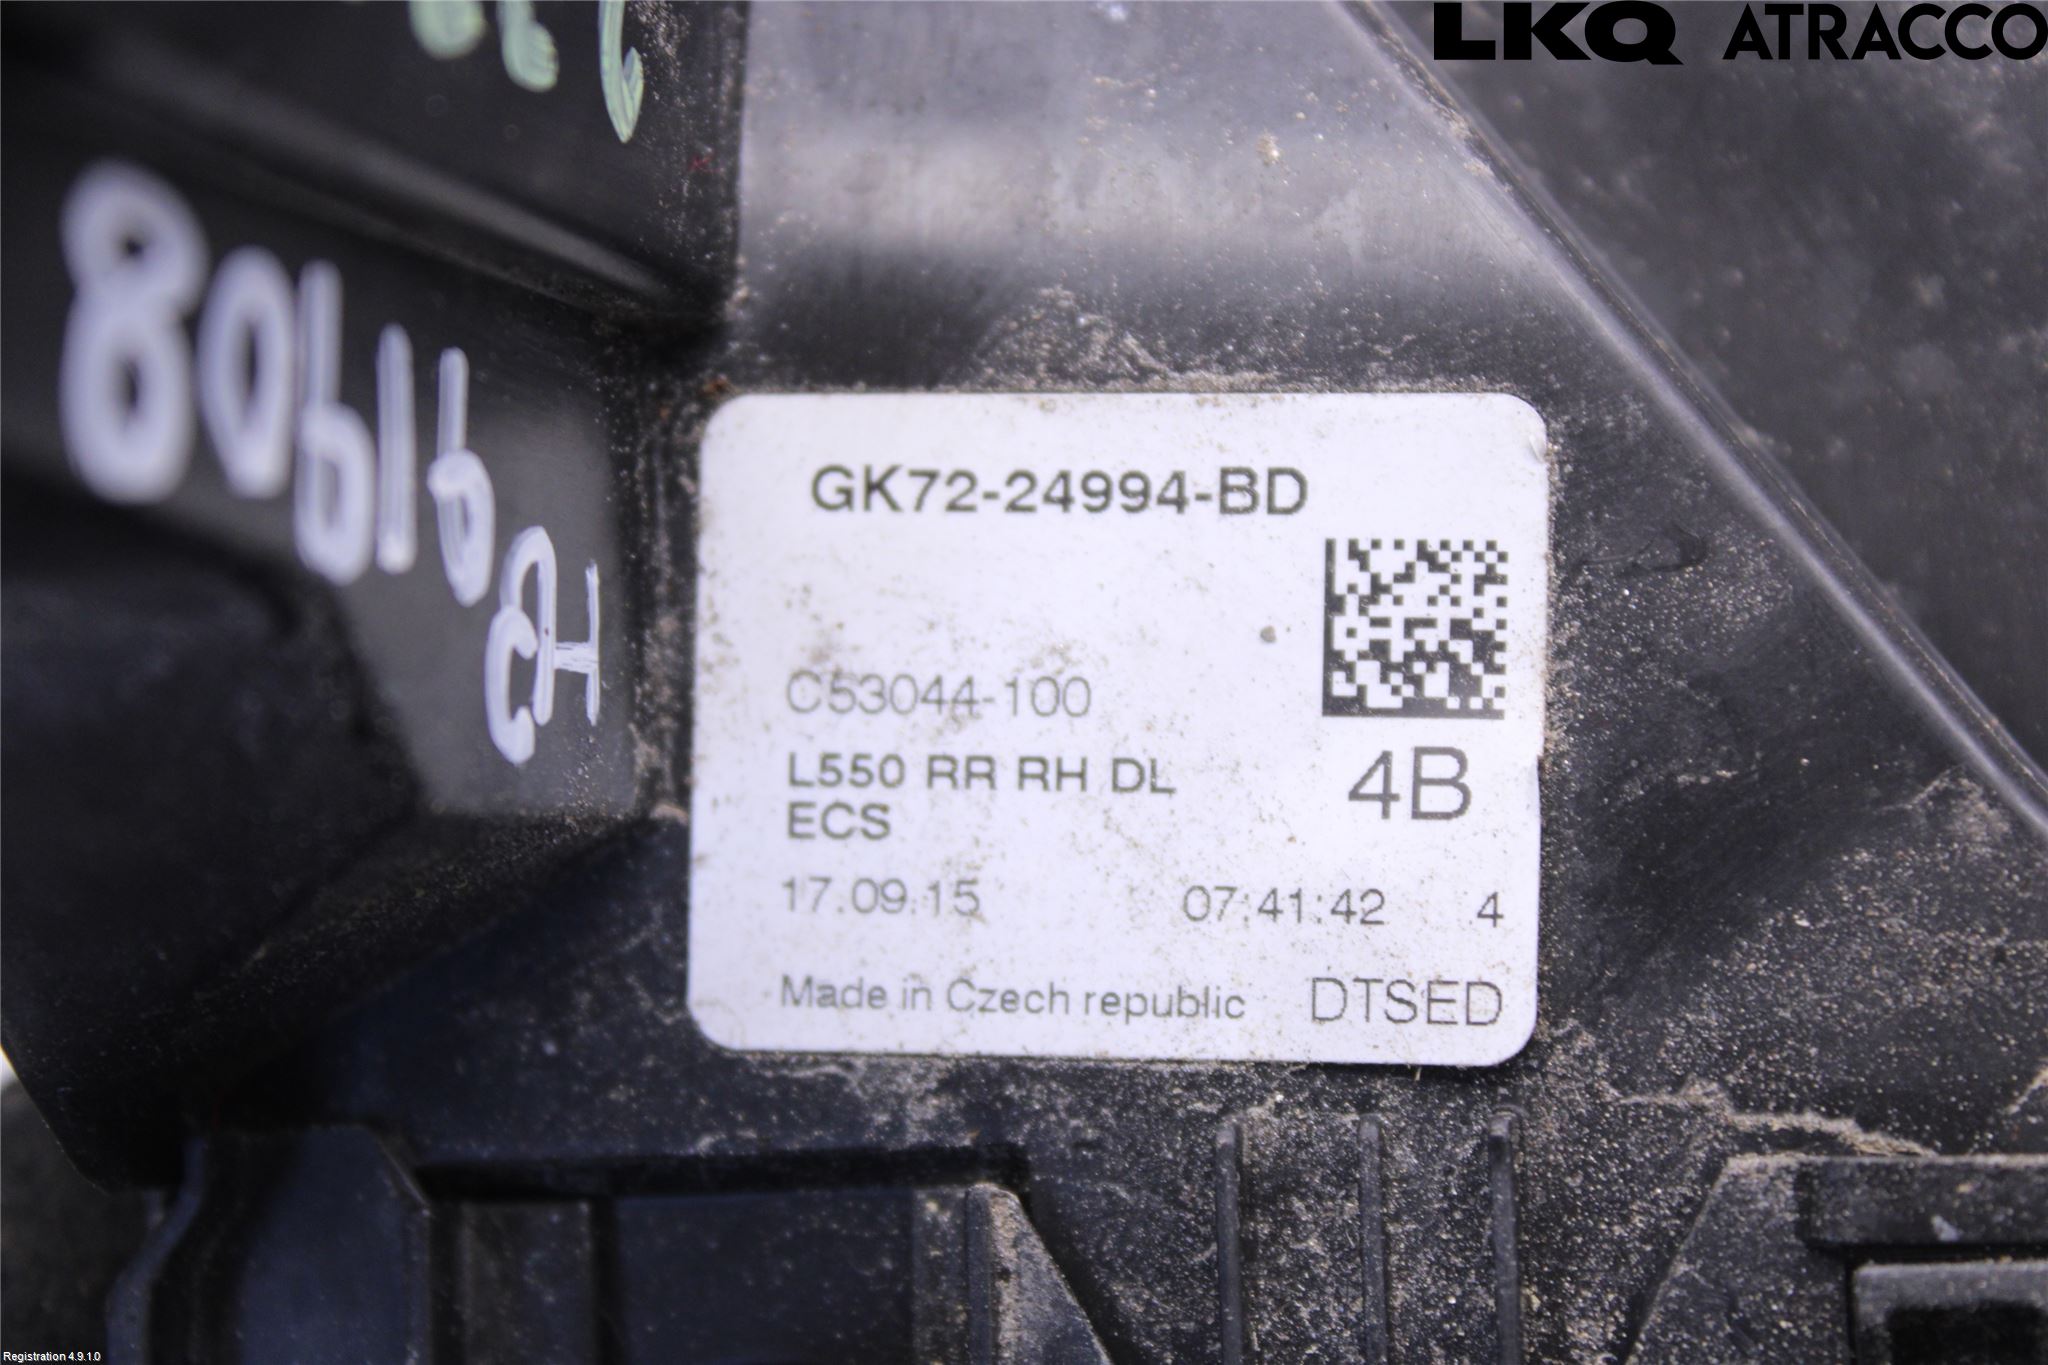 LKQ ATRACCO
GK72-24994-BD
C53044-100
L550 RR RH DL
ECS
4B
17.09.15 07:41:42 4
Made in Czech republic DTSED
Registration 4.9.1.0